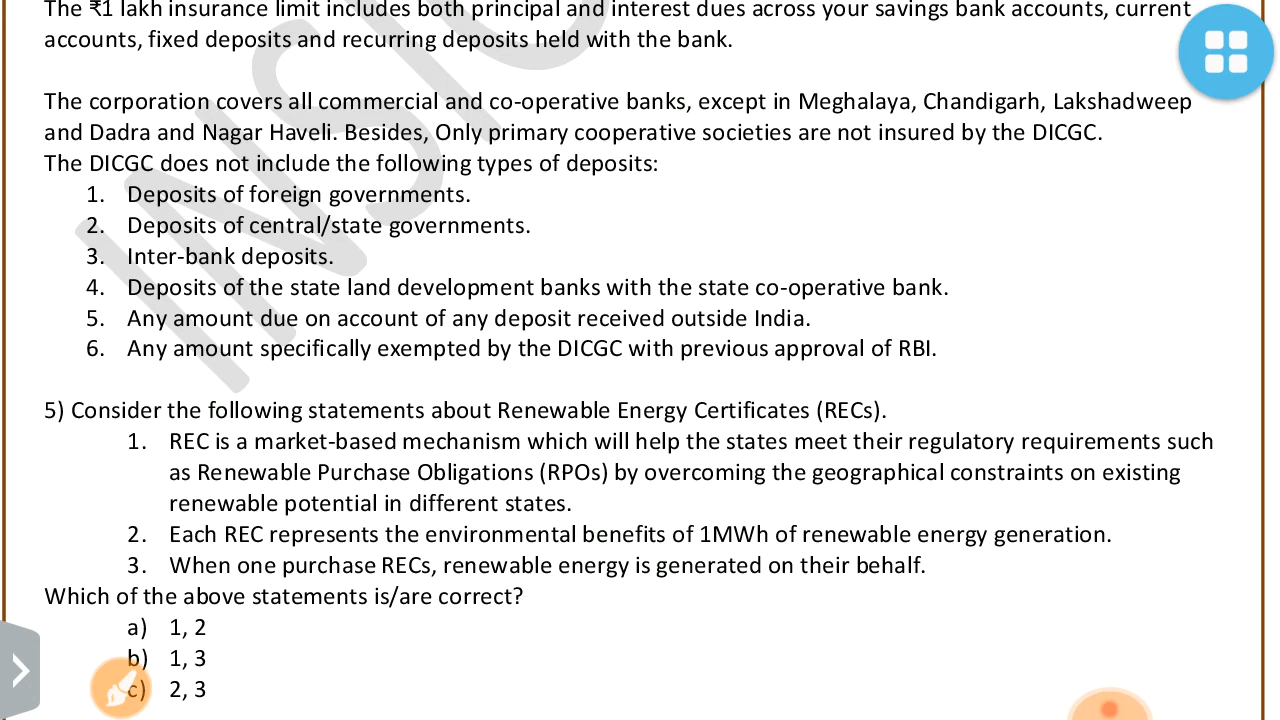 The ₹1 lakh insurance limit includes both principal and interest dues across your savings bank accounts, current
accounts, fixed deposits and recurring deposits held with the bank.
The corporation covers all commercial and co-operative banks, except in Meghalaya, Chandigarh, Lakshadweep
and Dadra and Nagar Haveli. Besides, Only primary cooperative societies are not insured by the DICGC.
The DICGC does not include the following types of deposits:
1. Deposits of foreign governments.
2. Deposits of central/state governments.
3. Inter-bank deposits.
4. Deposits of the state land development banks with the state co-operative bank.
5. Any amount due on account of any deposit received outside India.
6. Any amount specifically exempted by the DICGC with previous approval of RBI.
5) Consider the following statements about Renewable Energy Certificates (RECs).
1. REC is a market-based mechanism which will help the states meet their regulatory requirements such
as Renewable Purchase Obligations (RPOs) by overcoming the geographical constraints on existing
renewable potential in different states.
2. Each REC represents the environmental benefits of 1MWh of renewable energy generation.
3. When one purchase RECs, renewable energy is generated on their behalf.
Which of the above statements is/are correct?
a) 1, 2
b) 1, 3
c) 2, 3